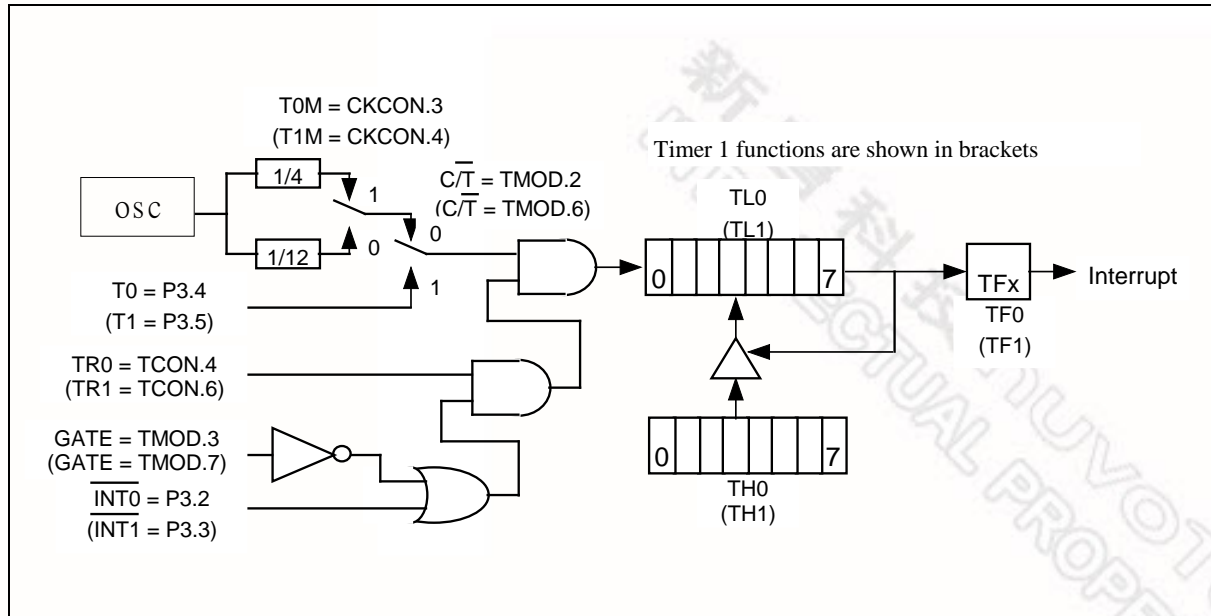 T0M = CKCON.3
(T1M = CKCON.4)
Timer 1 functions are shown in brackets
1/4
OSC
1
0
1/12
C/T̅ = TMOD.2
(C/T̅ = TMOD.6)
0
1
TL0
(TL1)
0
7
TFx
Interrupt
TF0
(TF1)
T0 = P3.4
(T1 = P3.5)
TR0 = TCON.4
(TR1 = TCON.6)
GATE = TMOD.3
(GATE = TMOD.7)
I̅N̅T̅0̅ = P3.2
(I̅N̅T̅1̅ = P3.3)
0
7
TH0
(TH1)